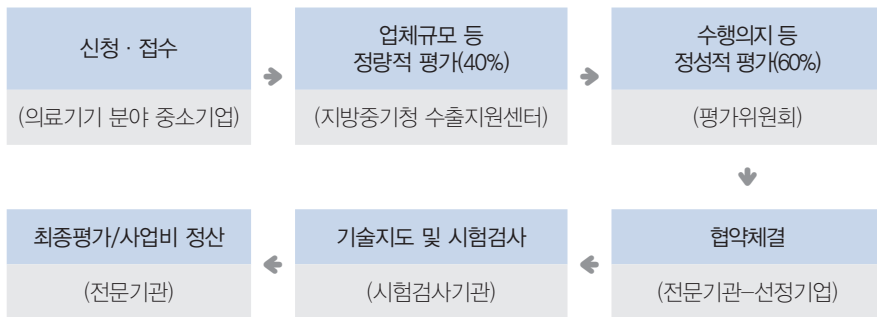 신청 · 접수
(의료기기 분야 중소기업)
업체규모 등
정량적 평가(40%)
(지방중기청 수출지원센터)
수행의지 등
정성적 평가(60%)
(평가위원회)
협약체결
(전문기관-선정기업)
기술지도 및 시험검사
(시험검사기관)
최종평가/사업비 정산
(전문기관)